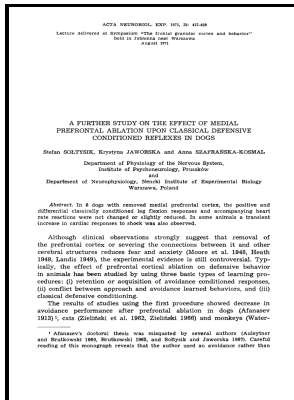 ACTA NEUROBIOL. EXP. 1972, 32: 417-429
Lecture delivered at Symposium "The frontal granular cortex and behavior"
held in Jabłonna near Warsaw
August 1971
A FURTHER STUDY ON THE EFFECT OF MEDIAL
PREFRONTAL ABLATION UPON CLASSICAL DEFENSIVE
CONDITIONED REFLEXES IN DOGS
Stefan SOŁTYSIK, Krystyna JAWORSKA and Anna SZAFRAŃSKA-KOSMAL
Department of Physiology of the Nervous System,
Institute of Psychoneurology, Pruszków
and
Department of Neurophysiology, Nencki Institute of Experimental Biology
Warsaw, Poland
Abstract. In 8 dogs with removed medial prefrontal cortex, the positive and
differential classically conditioned leg flexion responses and accompanying heart
rate reactions were not changed or slightly reduced. In some animals a transient
increase in cardiac responses to shock was also observed.
Although clinical observations strongly suggest that removal of
the prefrontal cortex or severing the connections between it and other
cerebral structures reduces fear and anxiety (Moore et al. 1948, Heath
1949, Landis 1949), the experimental evidence is still controversial. Typ-
ically, the effect of prefrontal cortical ablation on defensive behavior
in animals has been studied by using three basic types of learning pro-
cedures: (i) retention or acquisition of avoidance conditioned responses,
(ii) conflict between approach and avoidance learned behaviors, and (iii)
classical defensive conditioning.
The results of studies using the first procedure showed decrease in
avoidance performance after prefrontal ablation in dogs (Afanasev
1913) ¹, cats (Zieliński et al. 1962, Zieliński 1966) and monkeys (Water-
¹ Afanasev's doctoral thesis was misquoted by several authors (Auleytner
and Brutkowski 1960, Brutkowski 1965, and Sołtysik and Jaworska 1967). Careful
reading of this monograph reveals that the author used an avoidance rather than